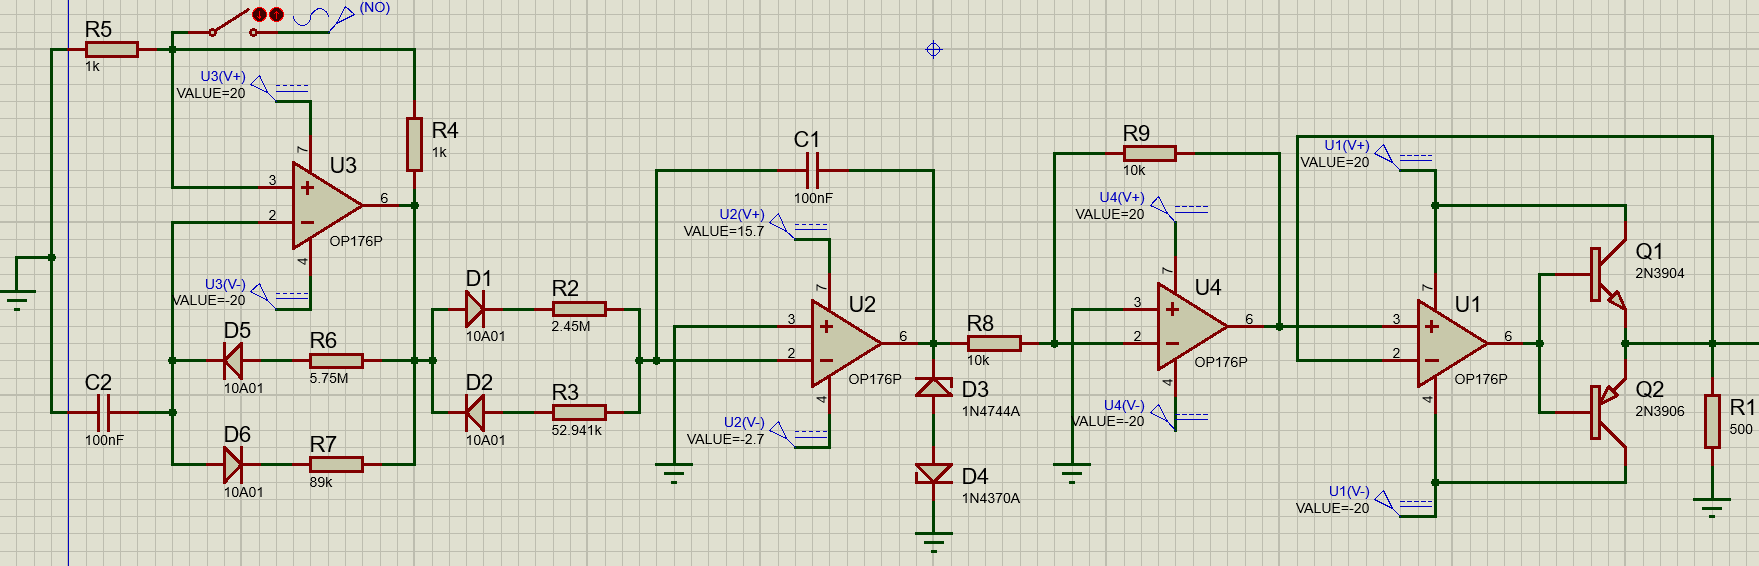 (NO)
R5
1k
U3(V+)
VALUE=20
R4
1k
7
U3
3
2
6
4
OP176P
U3(V-)
VALUE=-20
D5
10A01
R6
5.75M
C2
100nF
D6
10A01
R7
89k
D1
10A01
R2
2.45M
D2
10A01
R3
52.941k
C1
100nF
U2(V+)
VALUE=15.7
7
U2
3
2
6
4
OP176P
U2(V-)
VALUE=-2.7
R8
10k
D3
1N4744A
D4
1N4370A
R9
10k
U4(V+)
VALUE=20
7
U4
3
2
6
4
OP176P
U4(V-)
VALUE=-20
U1(V+)
VALUE=20
7
U1
3
2
6
4
OP176P
U1(V-)
VALUE=-20
Q1
2N3904
Q2
2N3906
R1
500